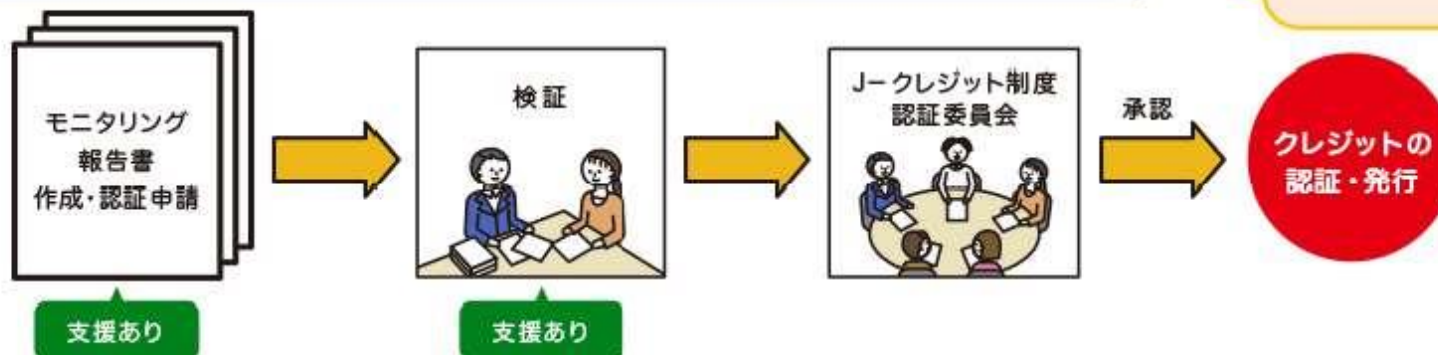 モニタリング
報告書
作成・認証申請
支援あり
検証
支援あり
J-クレジット制度
認証委員会
承認
クレジットの
認証・発行